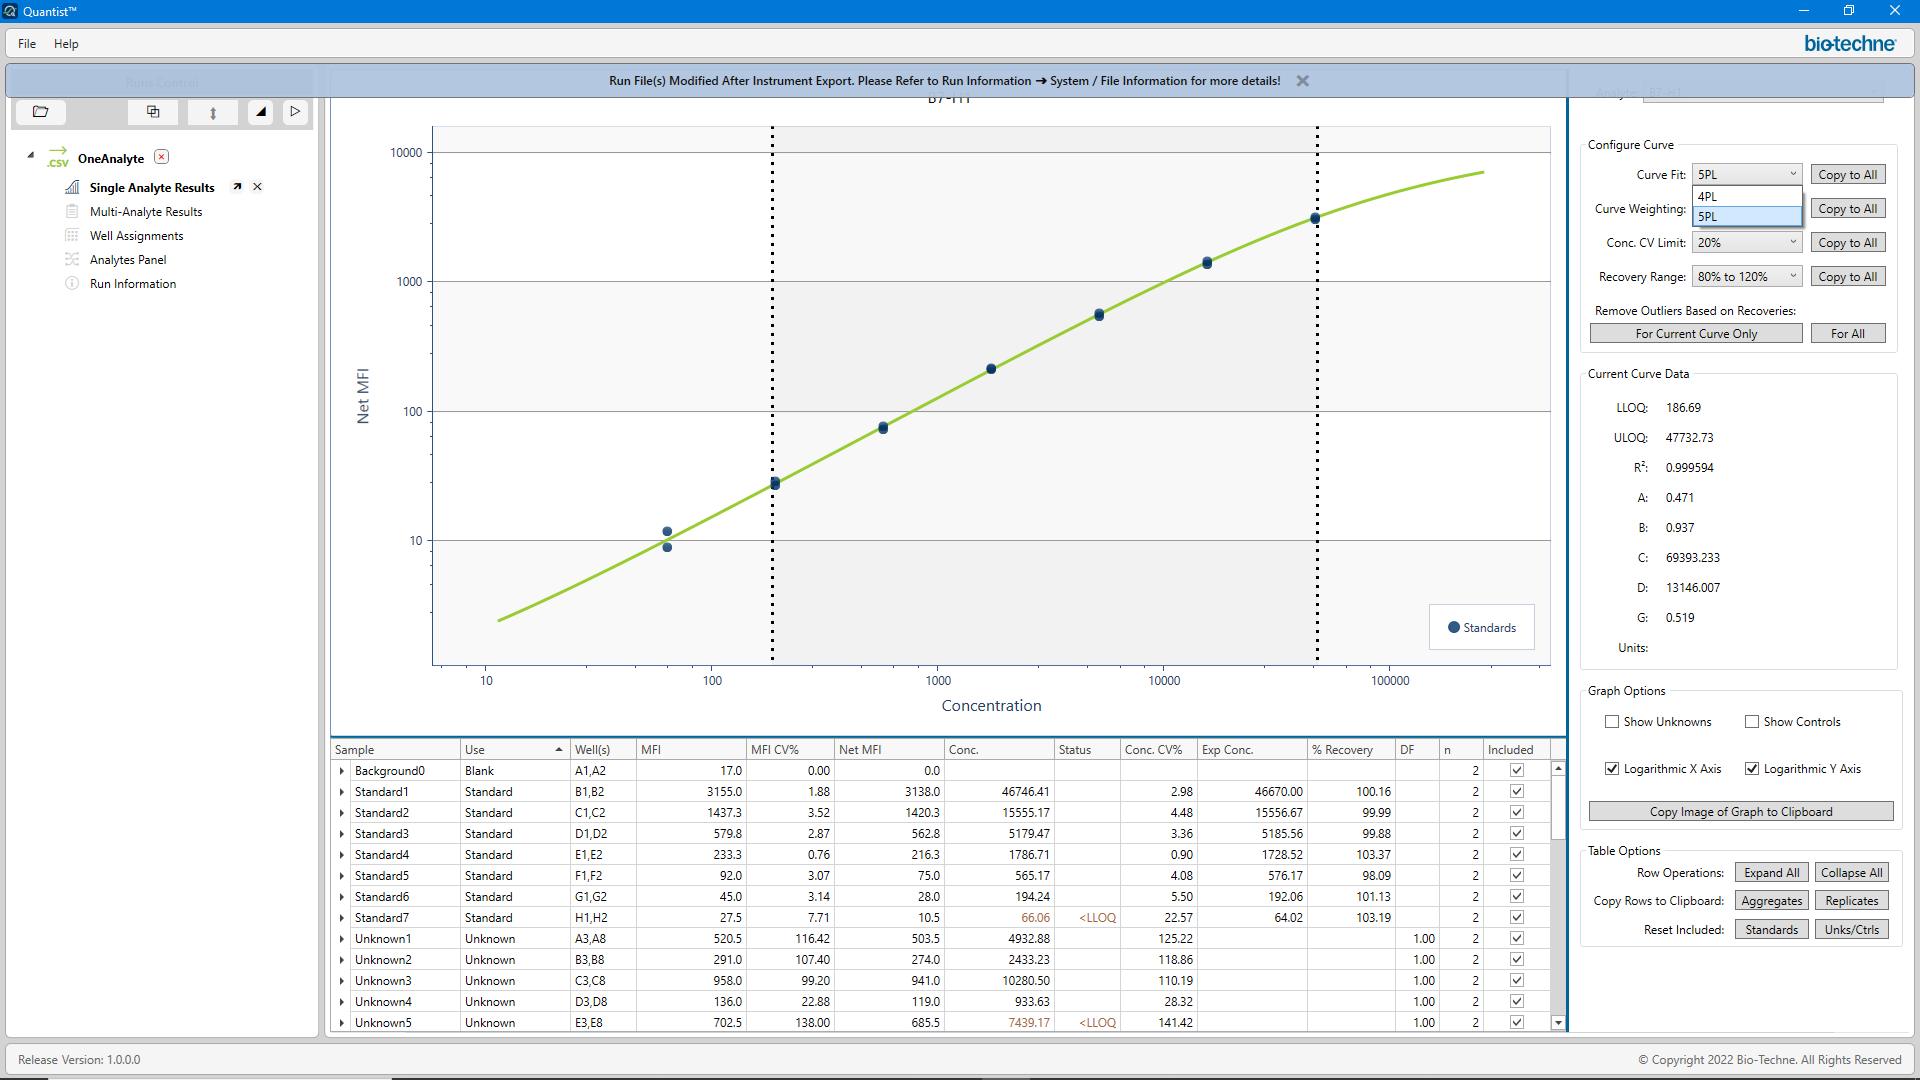 Quantist™
File Help
bio-techne
Run File(s) Modified After Instrument Export. Please Refer to Run Information ➔ System / File Information for more details!
Runs Control
B7-H1
Analyte: B7-H1
OneAnalyte
.CSV
Single Analyte Results
Multi-Analyte Results
Well Assignments
Analytes Panel
Run Information
10000
1000
100
10
Net MFI
10 100 1000 10000 100000
Concentration
Standards
Configure Curve
Curve Fit: 5PL Copy to All
4PL
5PL
Curve Weighting: Copy to All
Conc. CV Limit: 20% Copy to All
Recovery Range: 80% to 120% Copy to All
Remove Outliers Based on Recoveries:
For Current Curve Only For All
Current Curve Data
LLOQ: 186.69
ULOQ: 47732.73
R²: 0.999594
A: 0.471
B: 0.937
C: 69393.233
D: 13146.007
G: 0.519
Units:
Graph Options
Show Unknowns Show Controls
Logarithmic X Axis Logarithmic Y Axis
Copy Image of Graph to Clipboard
Table Options
Row Operations: Expand All Collapse All
Copy Rows to Clipboard: Aggregates Replicates
Reset Included: Standards Unks/Ctrls
Sample Use Well(s) MFI MFI CV% Net MFI Conc. Status Conc. CV% Exp Conc. % Recovery DF n Included
Background0 Blank A1,A2 17.0 0.00 0.0 2
Standard1 Standard B1,B2 3155.0 1.88 3138.0 46746.41 2.98 46670.00 100.16 2
Standard2 Standard C1,C2 1437.3 3.52 1420.3 15555.17 4.48 15556.67 99.99 2
Standard3 Standard D1,D2 579.8 2.87 562.8 5179.47 3.36 5185.56 99.88 2
Standard4 Standard E1,E2 233.3 0.76 216.3 1786.71 0.90 1728.52 103.37 2
Standard5 Standard F1,F2 92.0 3.07 75.0 565.17 4.08 576.17 98.09 2
Standard6 Standard G1,G2 45.0 3.14 28.0 194.24 5.50 192.06 101.13 2
Standard7 Standard H1,H2 27.5 7.71 10.5 66.06 <LLOQ 22.57 64.02 103.19 2
Unknown1 Unknown A3,A8 520.5 116.42 503.5 4932.88 125.22 1.00 2
Unknown2 Unknown B3,B8 291.0 107.40 274.0 2433.23 118.86 1.00 2
Unknown3 Unknown C3,C8 958.0 99.20 941.0 10280.50 110.19 1.00 2
Unknown4 Unknown D3,D8 136.0 22.88 119.0 933.63 28.32 1.00 2
Unknown5 Unknown E3,E8 702.5 138.00 685.5 7439.17 <LLOQ 141.42 1.00 2
Release Version: 1.0.0.0
© Copyright 2022 Bio-Techne. All Rights Reserved